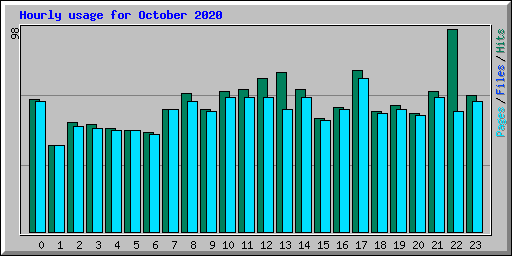 Hourly usage for October 2020
98
Pages/Files/Hits
0 1 2 3 4 5 6 7 8 9 10 11 12 13 14 15 16 17 18 19 20 21 22 23